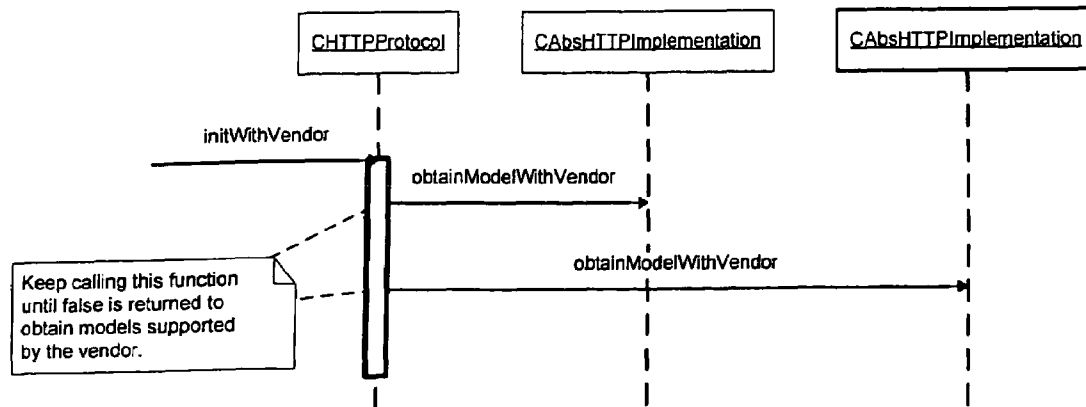 CHTTPProtocol
CAbsHTTPImplementation
CAbsHTTPImplementation
initWithVendor
obtainModelWithVendor
obtainModelWithVendor
Keep calling this function
until false is returned to
obtain models supported
by the vendor.